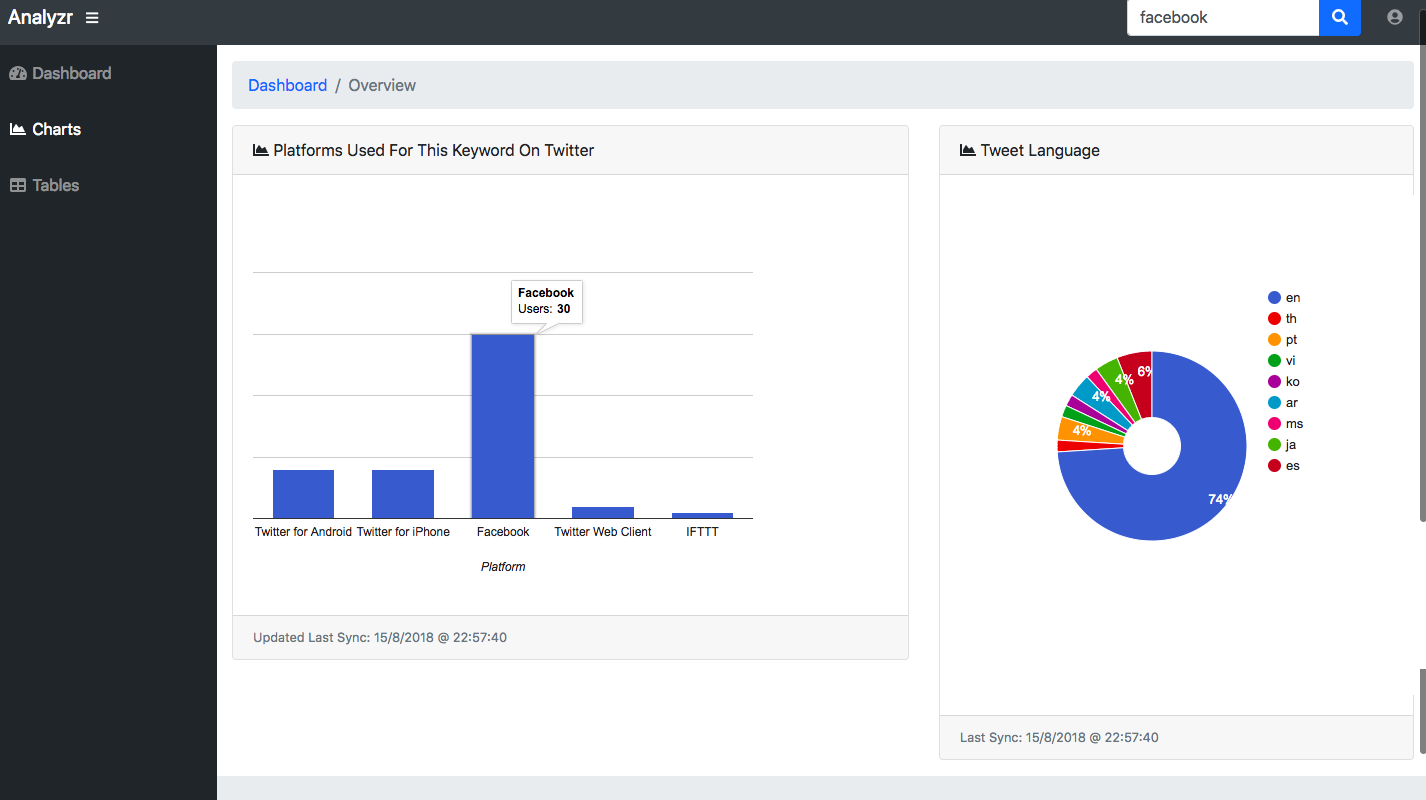 Analyzr
facebook
Dashboard
Charts
Tables
Dashboard / Overview
Platforms Used For This Keyword On Twitter
Facebook
Users: 30
Twitter for Android
Twitter for iPhone
Facebook
Twitter Web Client
IFTTT
Platform
Updated Last Sync: 15/8/2018 @ 22:57:40
Tweet Language
en
th
pt
vi
ko
ar
ms
ja
es
6%
4%
4%
4%
74%
Last Sync: 15/8/2018 @ 22:57:40